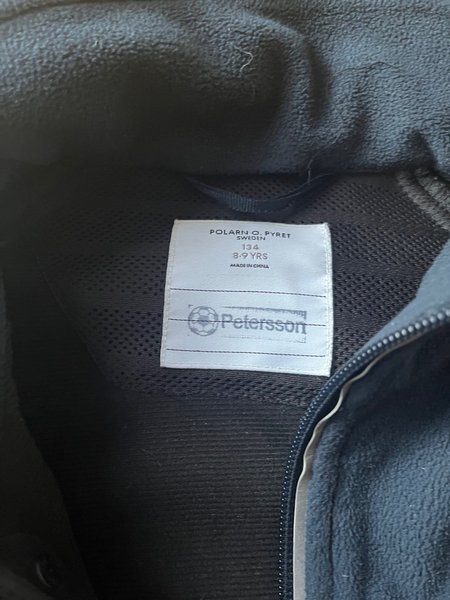 POLARN O. PYRET
SWEDEN
134
8-9 YRS
MADE IN CHINA
Petersson